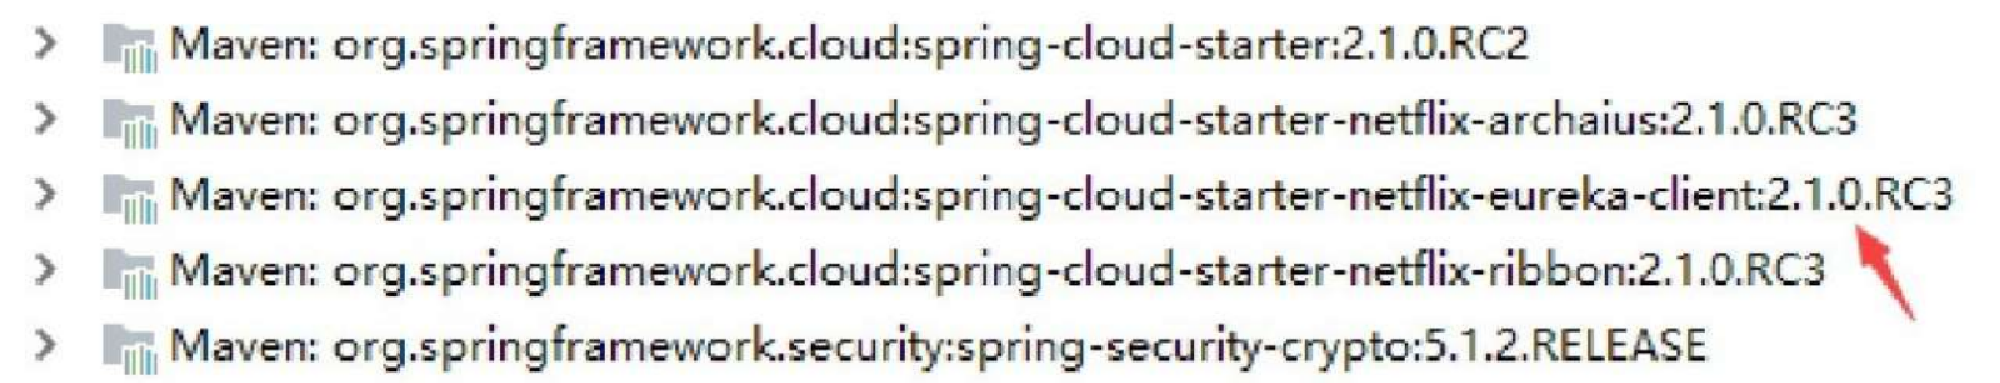 Maven: org.springframework.cloud:spring-cloud-starter:2.1.0.RC2
Maven: org.springframework.cloud:spring-cloud-starter-netflix-archaius:2.1.0.RC3
Maven: org.springframework.cloud:spring-cloud-starter-netflix-eureka-client:2.1.0.RC3
Maven: org.springframework.cloud:spring-cloud-starter-netflix-ribbon:2.1.0.RC3
Maven: org.springframework.security:spring-security-crypto:5.1.2.RELEASE